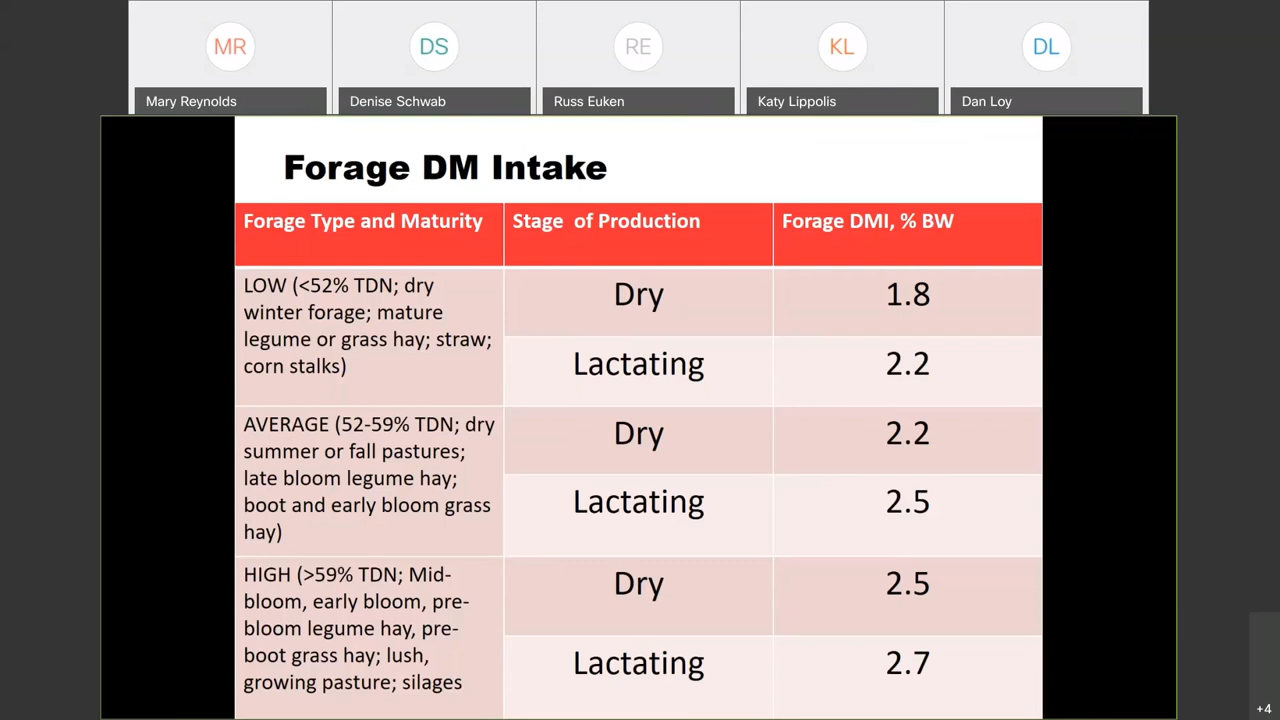 MR
DS
RE
KL
DL
Mary Reynolds
Denise Schwab
Russ Euken
Katy Lippolis
Dan Loy
Forage DM Intake
Forage Type and Maturity
Stage of Production
Forage DMI, % BW
LOW (<52% TDN; dry
winter forage; mature
legume or grass hay; straw;
corn stalks)
Dry
1.8
Lactating
2.2
AVERAGE (52-59% TDN; dry
summer or fall pastures;
late bloom legume hay;
boot and early bloom grass
hay)
Dry
2.2
Lactating
2.5
HIGH (>59% TDN; Mid-
bloom, early bloom, pre-
bloom legume hay, pre-
boot grass hay; lush,
growing pasture; silages
Dry
2.5
Lactating
2.7
+4